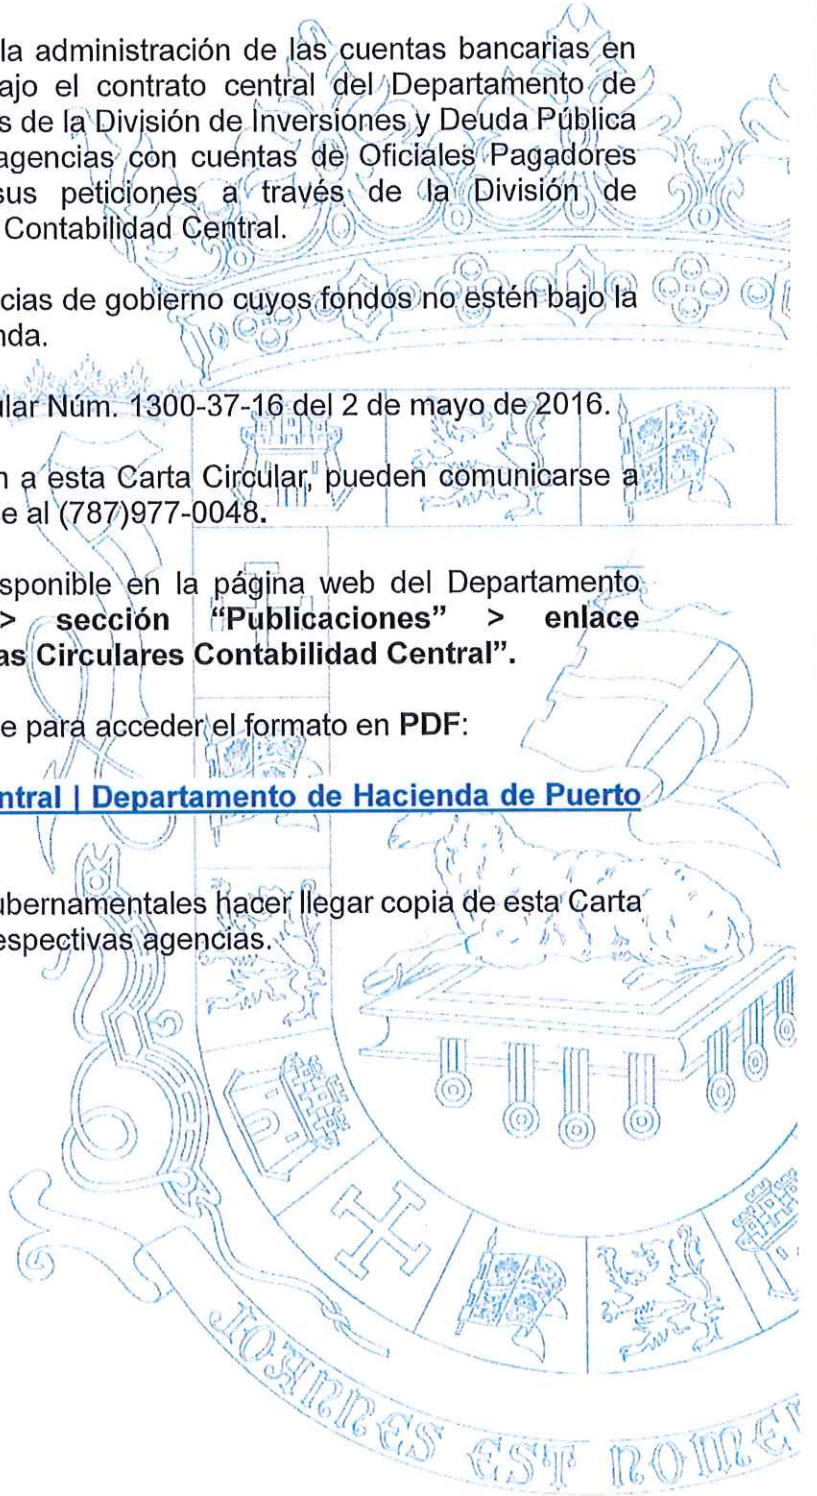 la administración de las cuentas bancarias en
ajo el contrato central del Departamento de
s de la División de Inversiones y Deuda Pública
agencias con cuentas de Oficiales Pagadores
sus peticiones a través de la División de
Contabilidad Central.
cias de gobierno cuyos fondos no estén bajo la
nda.
ular Núm. 1300-37-16 del 2 de mayo de 2016.
n a esta Carta Circular, pueden comunicarse a
e al (787)977-0048.
sponible en la página web del Departamento
> sección “Publicaciones” > enlace
as Circulares Contabilidad Central”.
e para acceder el formato en PDF:
ntral | Departamento de Hacienda de Puerto
ubernamentales hacer llegar copia de esta Carta
espectivas agencias.
JOANNES EST NOME